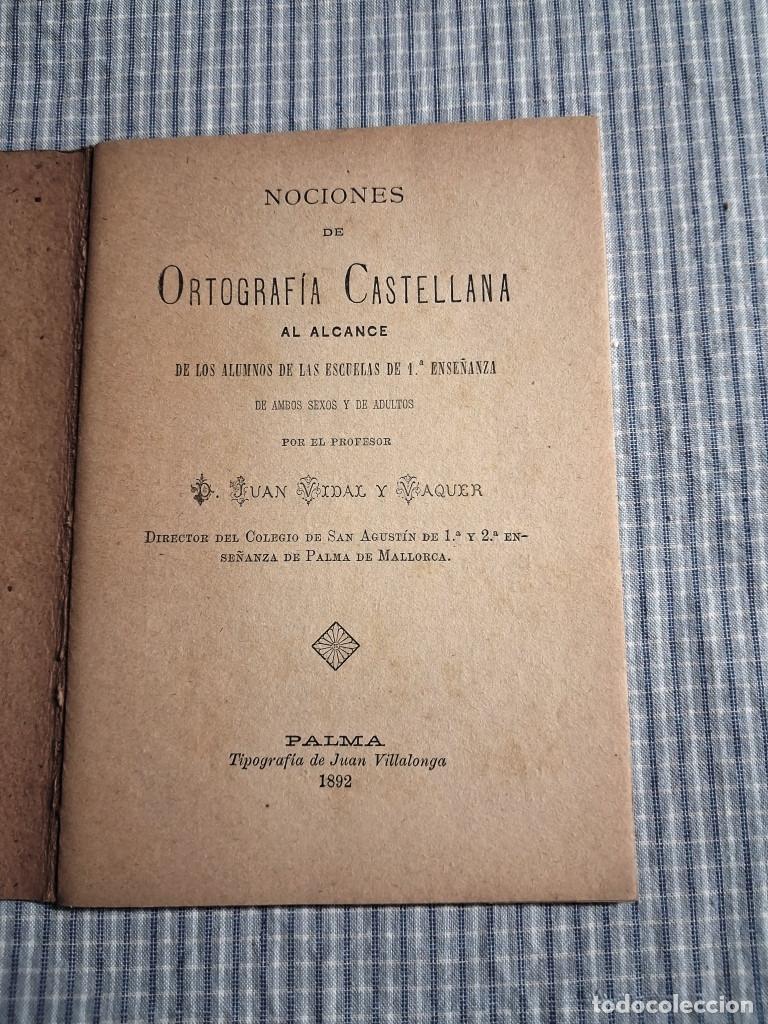 NOCIONES
DE
ORTOGRAFÍA CASTELLANA
AL ALCANCE
DE LOS ALUMNOS DE LAS ESCUELAS DE 1.ª ENSEÑANZA
DE AMBOS SEXOS Y DE ADULTOS
POR EL PROFESOR
D. JUAN VIDAL Y VAQUER
DIRECTOR DEL COLEGIO DE SAN AGUSTÍN DE 1.ª Y 2.ª EN-
SEÑANZA DE PALMA DE MALLORCA.
PALMA
Tipografía de Juan Villalonga
1892
todocoleccion